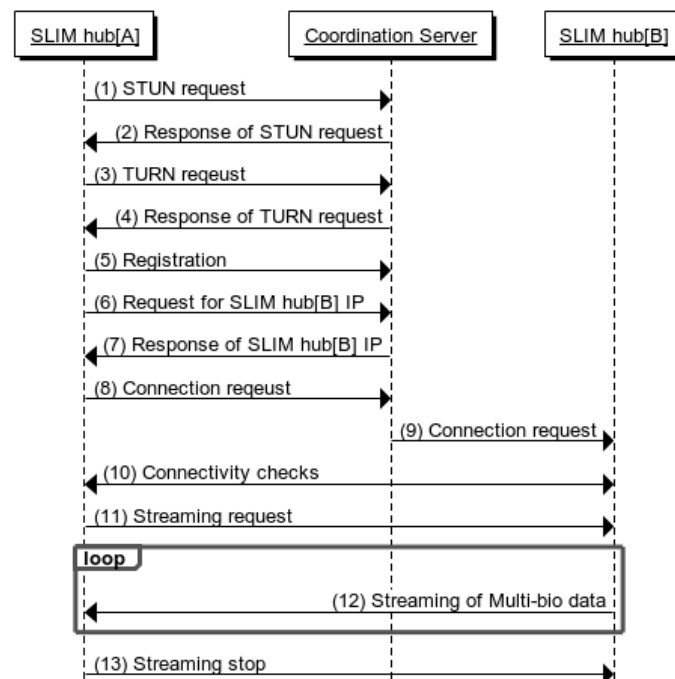 SLIM hub[A]
Coordination Server
SLIM hub[B]
(1) STUN request
(2) Response of STUN request
(3) TURN reqeust
(4) Response of TURN request
(5) Registration
(6) Request for SLIM hub[B] IP
(7) Response of SLIM hub[B] IP
(8) Connection reqeust
(9) Connection request
(10) Connectivity checks
(11) Streaming request
loop
(12) Streaming of Multi-bio data
(13) Streaming stop